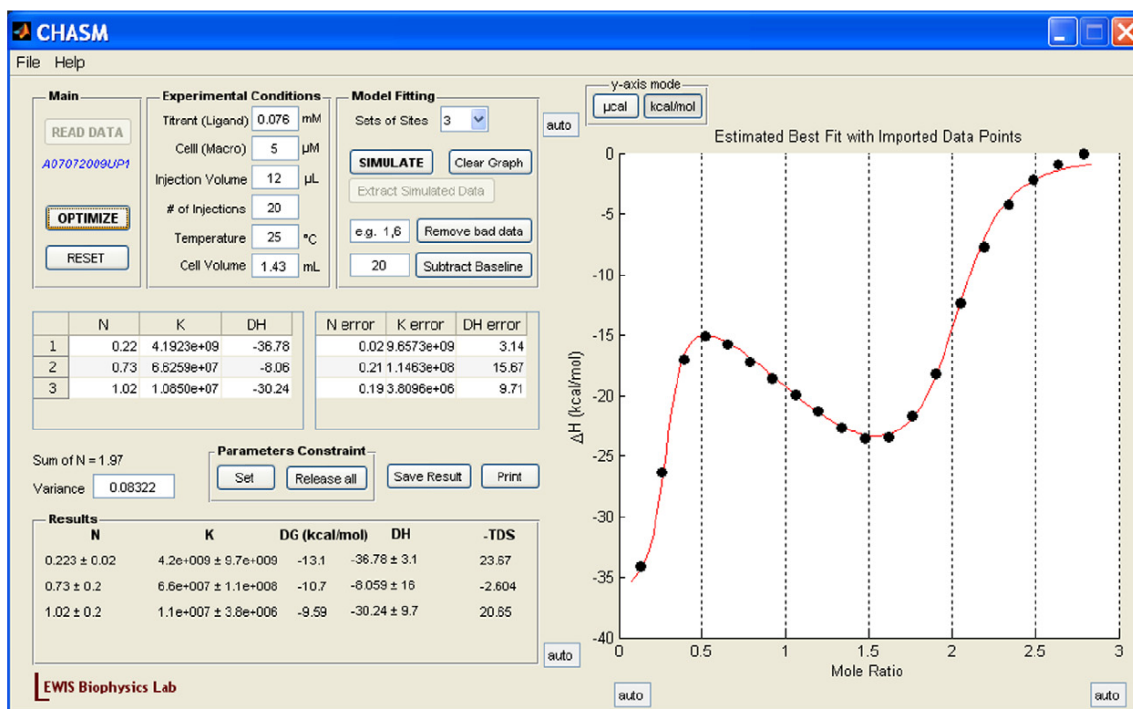 CHASM
File Help
Main
READ DATA
A07072009UP1
OPTIMIZE
RESET
Experimental Conditions
Titrant (Ligand) 0.076 mM
Celll (Macro) 5 µM
Injection Volume 12 µL
# of Injections 20
Temperature 25 °C
Cell Volume 1.43 mL
Model Fitting
Sets of Sites 3
SIMULATE Clear Graph
Extract Simulated Data
e.g. 1,6 Remove bad data
20 Subtract Baseline
N K DH
1 0.22 4.1923e+09 -36.78
2 0.73 6.6259e+07 -8.06
3 1.02 1.0850e+07 -30.24
N error K error DH error
0.02 9.6573e+09 3.14
0.21 1.1463e+08 15.67
0.19 3.8096e+06 9.71
Sum of N = 1.97
Variance 0.08322
Parameters Constraint
Set Release all
Save Result Print
Results
N K DG (kcal/mol) DH -TDS
0.223 ± 0.02 4.2e+009 ± 9.7e+009 -13.1 -36.78 ± 3.1 23.67
0.73 ± 0.2 6.6e+007 ± 1.1e+008 -10.7 -8.059 ± 16 -2.604
1.02 ± 0.2 1.1e+007 ± 3.8e+006 -9.59 -30.24 ± 9.7 20.65
EWIS Biophysics Lab
y-axis mode
µcal kcal/mol
auto
Estimated Best Fit with Imported Data Points
0
-5
-10
-15
-20
-25
-30
-35
-40
ΔH (kcal/mol)
0 0.5 1 1.5 2 2.5 3
Mole Ratio
auto
auto auto